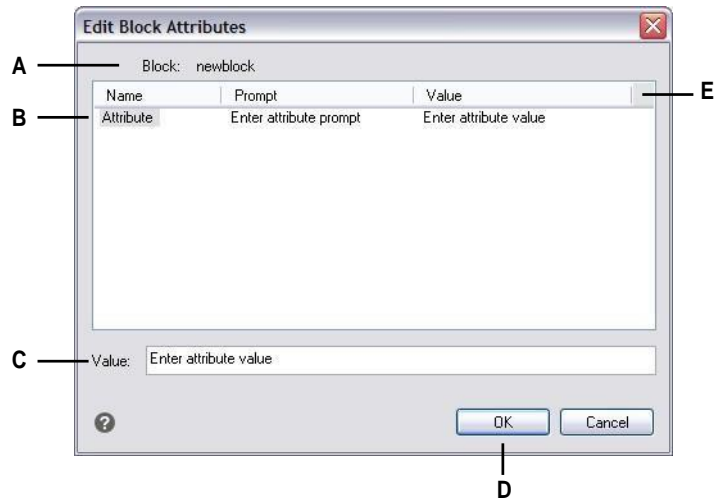 Edit Block Attributes
A Block: newblock
Name Prompt Value E
B Attribute Enter attribute prompt Enter attribute value
C Value: Enter attribute value
? OK Cancel
D